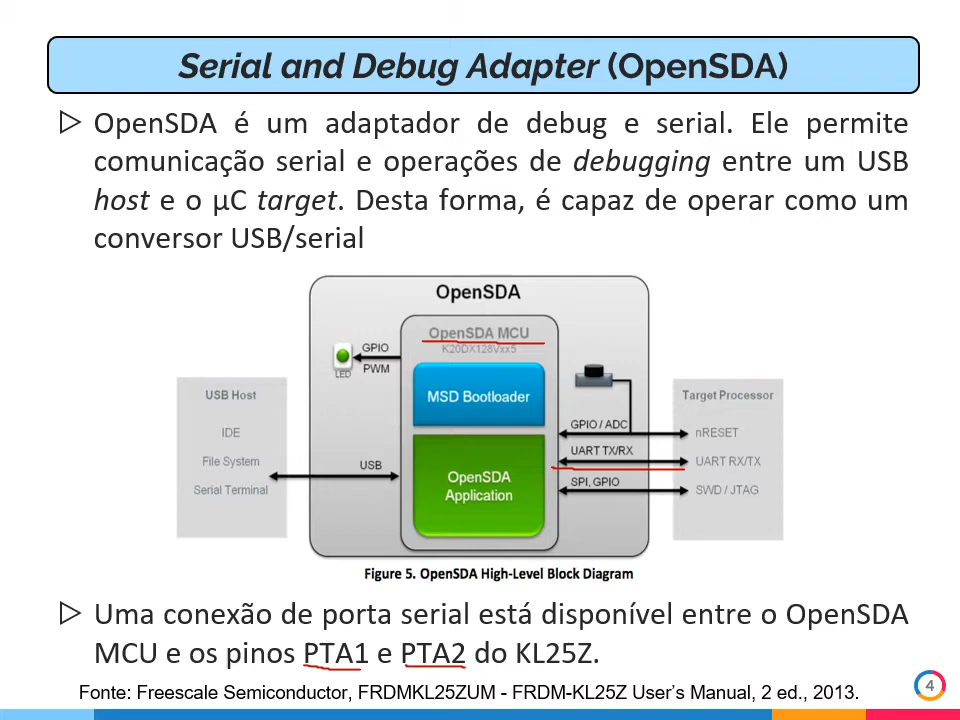 Serial and Debug Adapter (OpenSDA)
OpenSDA é um adaptador de debug e serial. Ele permite
comunicação serial e operações de debugging entre um USB
host e o µC target. Desta forma, é capaz de operar como um
conversor USB/serial
OpenSDA
OpenSDA MCU
K20DX128Vxx5
GPIO
PWM
LED
MSD Bootloader
USB Host
IDE
File System
Serial Terminal
USB
OpenSDA
Application
GPIO / ADC
UART TX/RX
SPI, GPIO
Target Processor
nRESET
UART RX/TX
SWD / JTAG
Figure 5. OpenSDA High-Level Block Diagram
Uma conexão de porta serial está disponível entre o OpenSDA
MCU e os pinos PTA1 e PTA2 do KL25Z.
Fonte: Freescale Semiconductor, FRDMKL25ZUM - FRDM-KL25Z User's Manual, 2 ed., 2013.
4